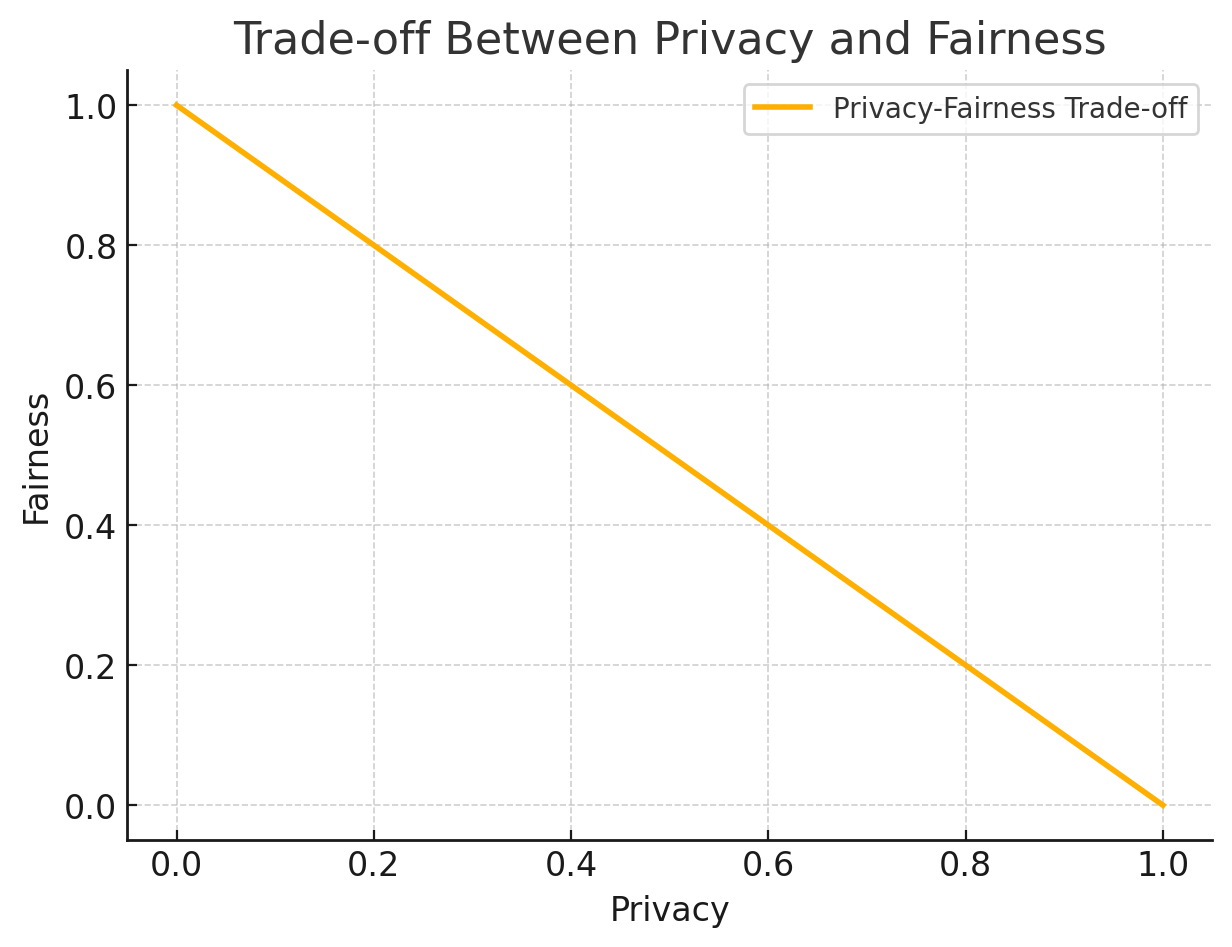 Trade-off Between Privacy and Fairness
Privacy-Fairness Trade-off
1.0
0.8
0.6
0.4
0.2
0.0
Fairness
0.0 0.2 0.4 0.6 0.8 1.0
Privacy